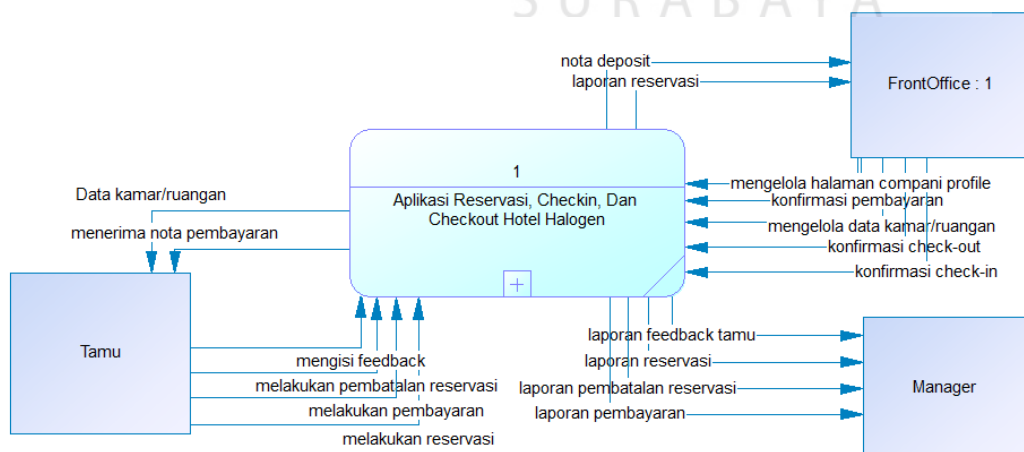 SURABAYA
nota deposit
laporan reservasi
FrontOffice : 1
1
Aplikasi Reservasi, Checkin, Dan
Checkout Hotel Halogen
mengelola halaman compani profile
konfirmasi pembayaran
mengelola data kamar/ruangan
konfirmasi check-out
konfirmasi check-in
Data kamar/ruangan
menerima nota pembayaran
Tamu
mengisi feedback
melakukan pembatalan reservasi
melakukan pembayaran
melakukan reservasi
laporan feedback tamu
laporan reservasi
laporan pembatalan reservasi
laporan pembayaran
Manager